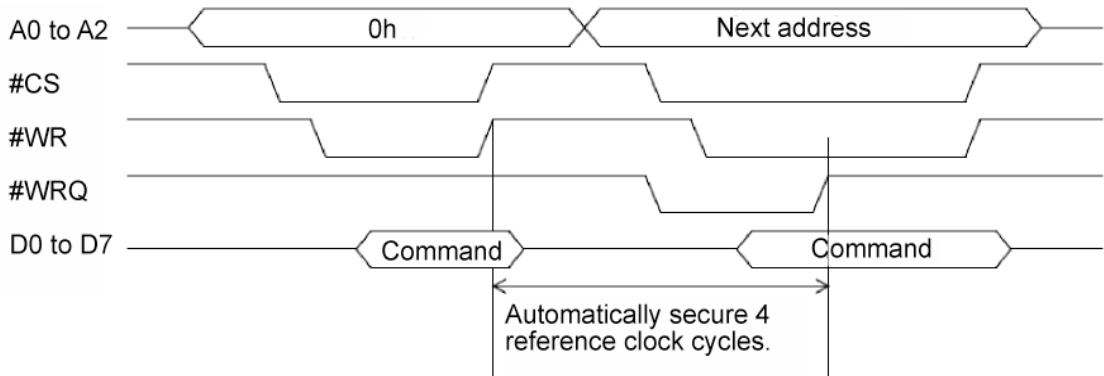 A0 to A2
0h
Next address
#CS
#WR
#WRQ
D0 to D7
Command
Command
Automatically secure 4
reference clock cycles.